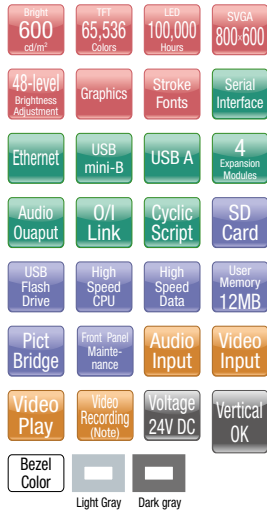 Bright
600
cd/m²
TFT
65,536
Colors
LED
100,000
Hours
SVGA
800×600
48-level
Brightness
Adjustment
Graphics
Stroke
Fonts
Serial
Interface
Ethernet
USB
mini-B
USB A
4
Expansion
Modules
Audio
Ouaput
O/I
Link
Cyclic
Script
SD
Card
USB
Flash
Drive
High
Speed
CPU
High
Speed
Data
User
Memory
12MB
Pict
Bridge
Front Panel
Mainte-
nance
Audio
Input
Video
Input
Video
Play
Video
Recording
(Note)
Voltage
24V DC
Vertical
OK
Bezel
Color
Light Gray
Dark gray